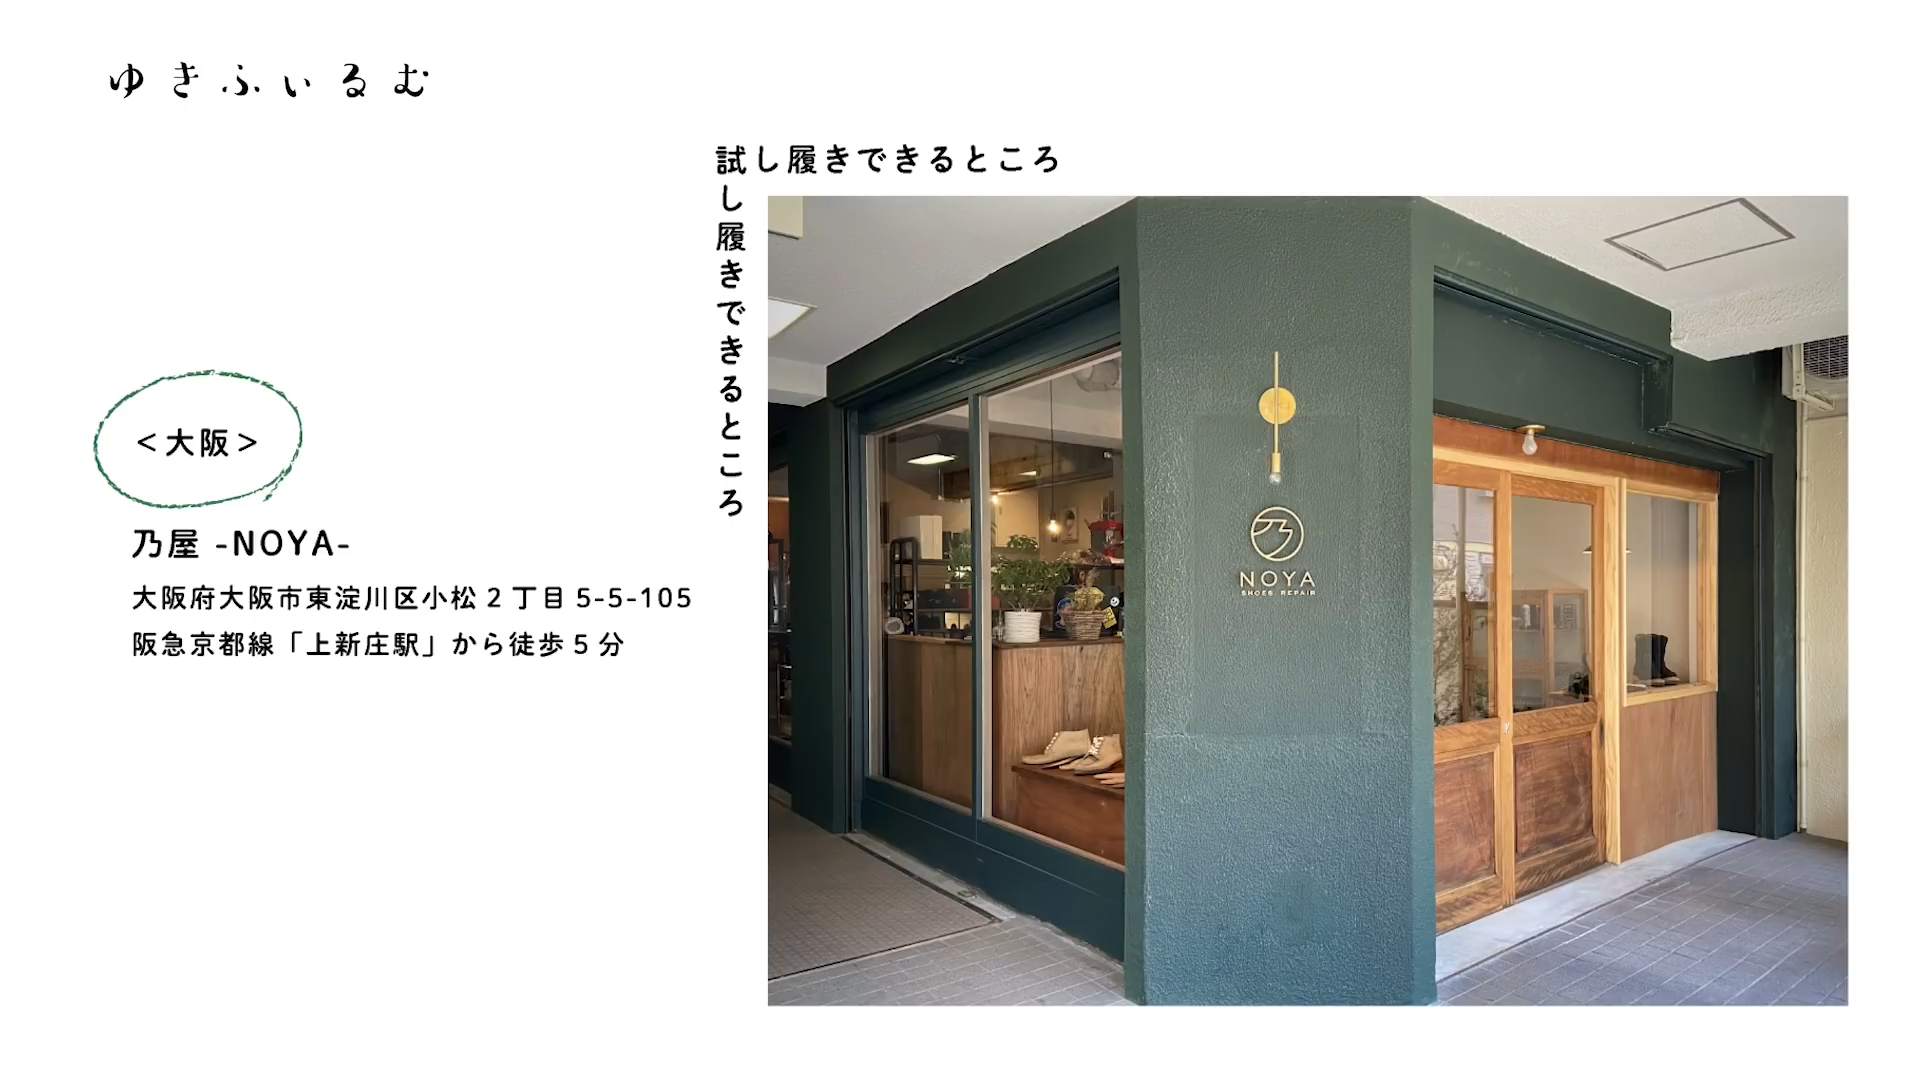 ゆきふぃるむ
試し履きできるところ
し履きできるところ
<大阪>
乃屋 -NOYA-
大阪府大阪市東淀川区小松2丁目5-5-105
阪急京都線「上新庄駅」から徒歩5分
乃
NOYA
SHOES REPAIR